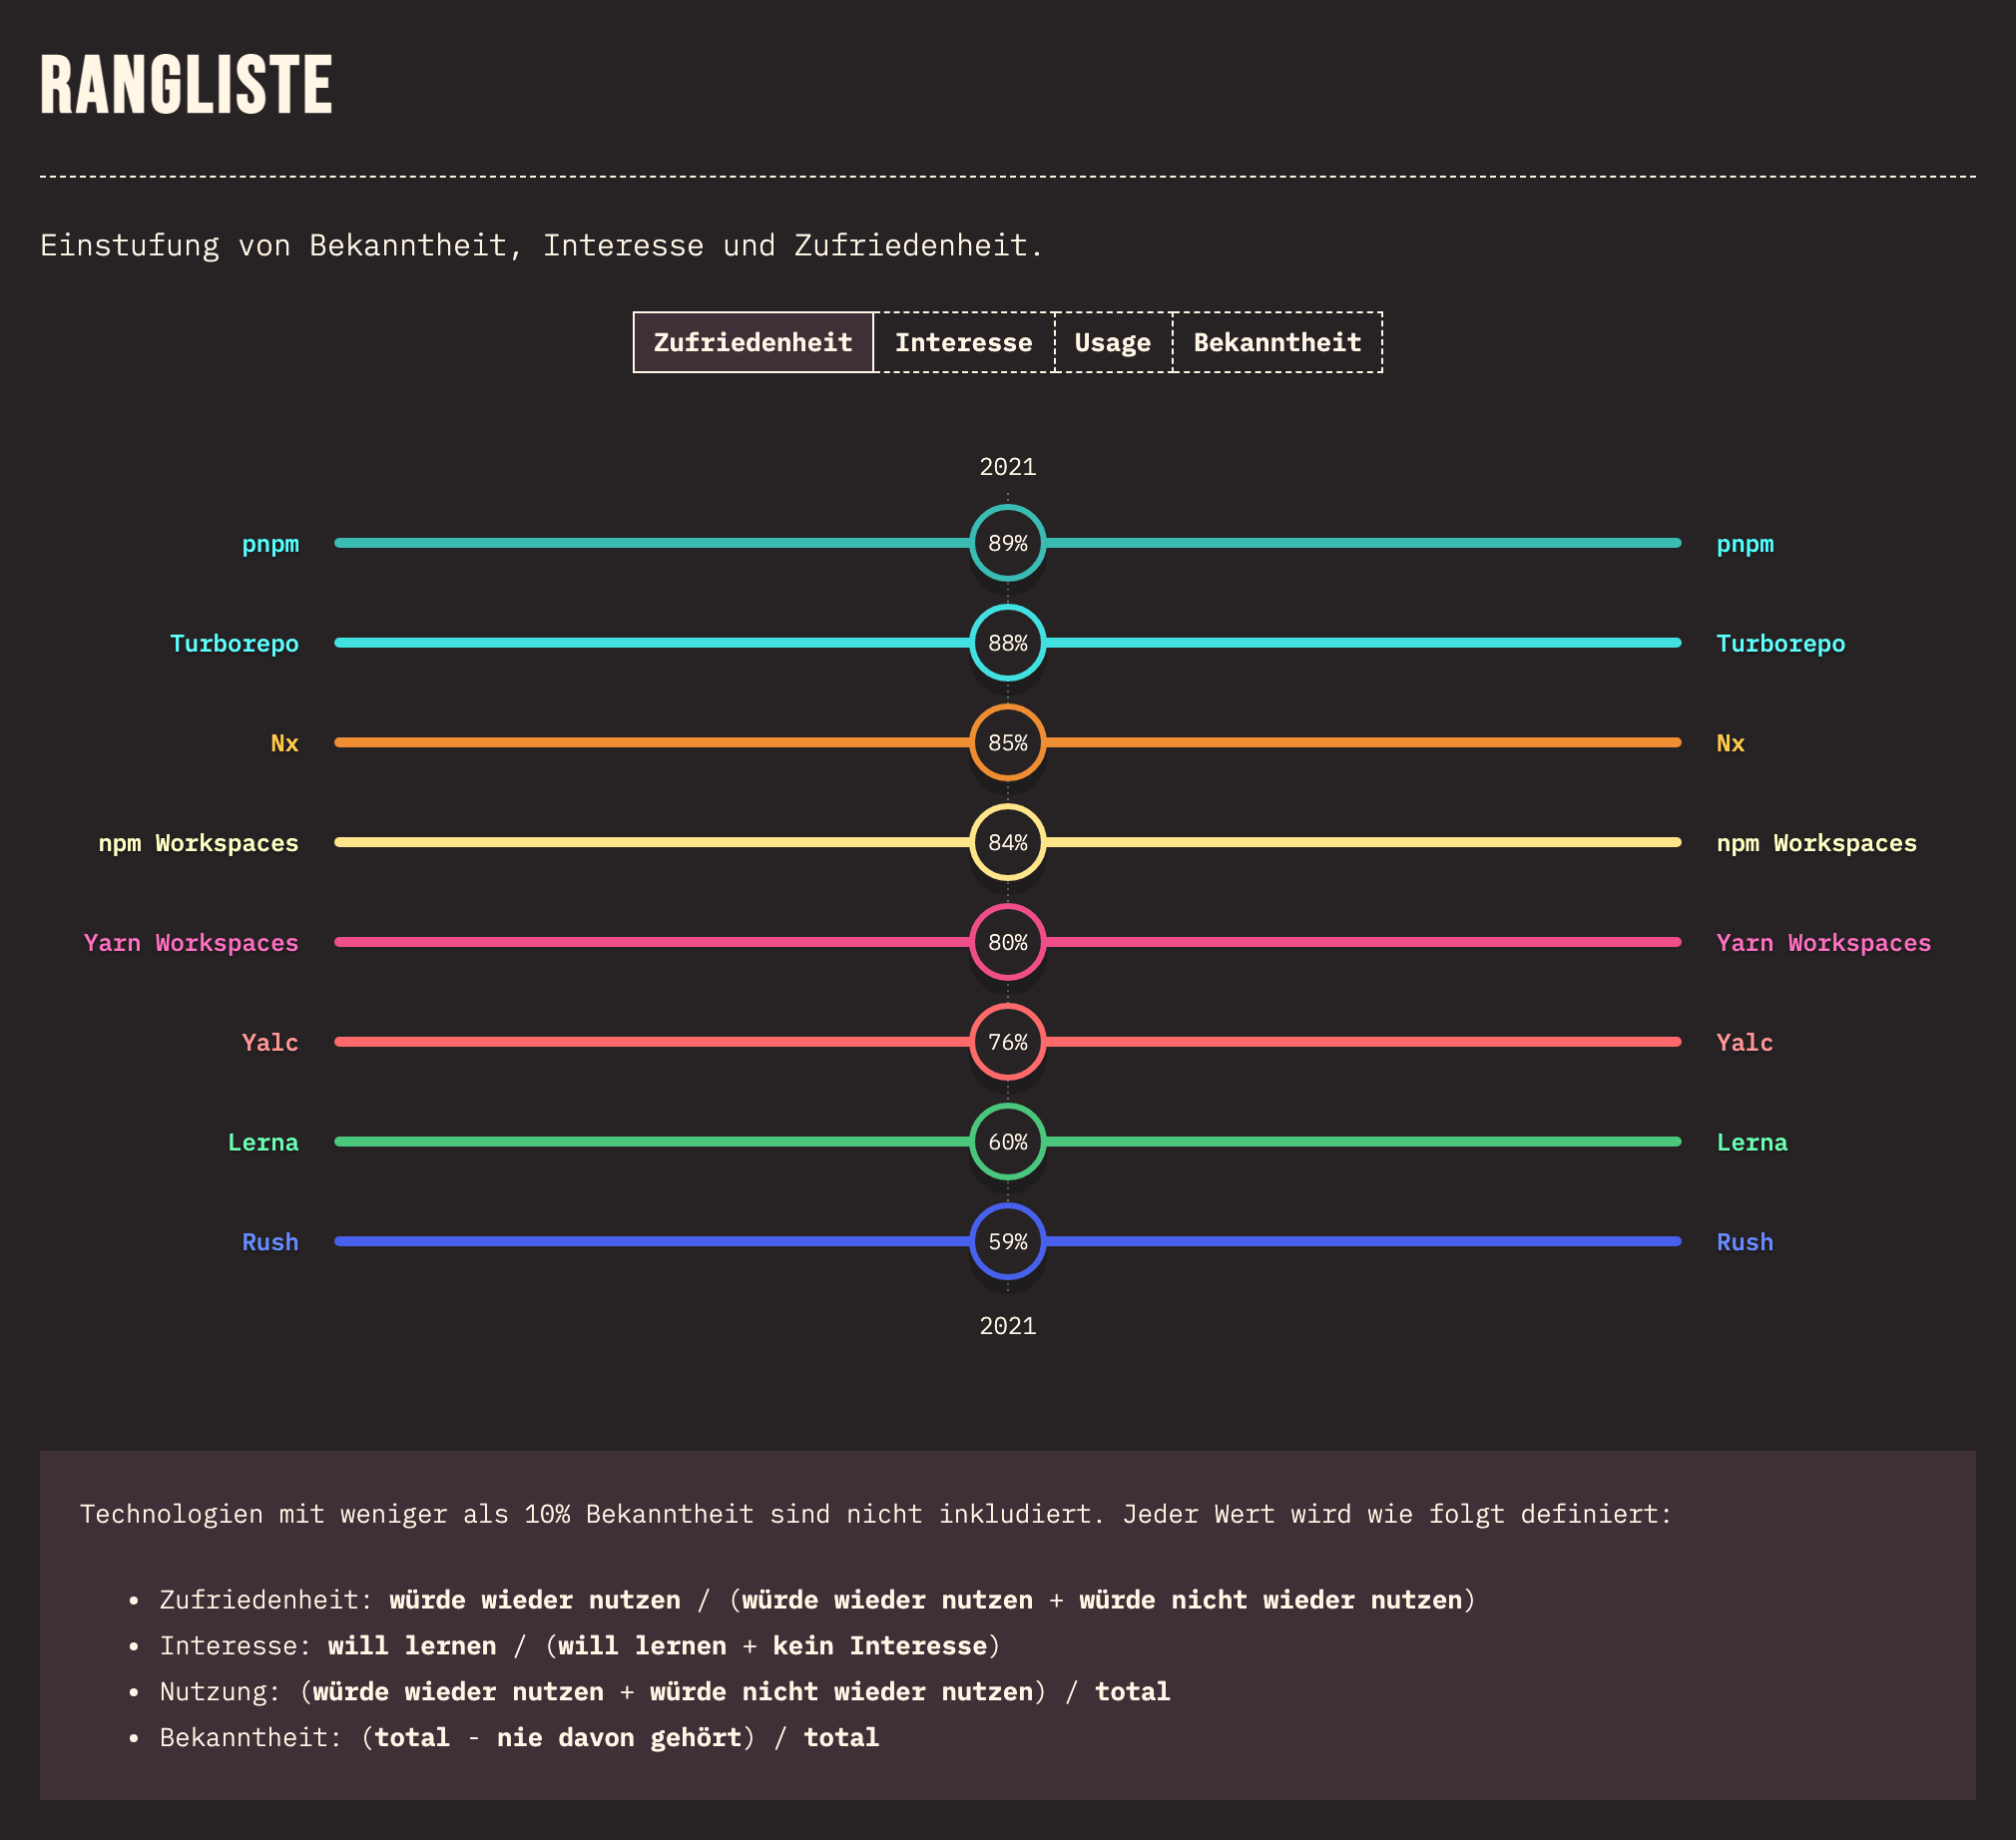 RANGLISTE
Einstufung von Bekanntheit, Interesse und Zufriedenheit.
Zufriedenheit Interesse Usage Bekanntheit
2021
pnpm 89% pnpm
Turborepo 88% Turborepo
Nx 85% Nx
npm Workspaces 84% npm Workspaces
Yarn Workspaces 80% Yarn Workspaces
Yalc 76% Yalc
Lerna 60% Lerna
Rush 59% Rush
2021
Technologien mit weniger als 10% Bekanntheit sind nicht inkludiert. Jeder Wert wird wie folgt definiert:
• Zufriedenheit: würde wieder nutzen / (würde wieder nutzen + würde nicht wieder nutzen)
• Interesse: will lernen / (will lernen + kein Interesse)
• Nutzung: (würde wieder nutzen + würde nicht wieder nutzen) / total
• Bekanntheit: (total - nie davon gehört) / total